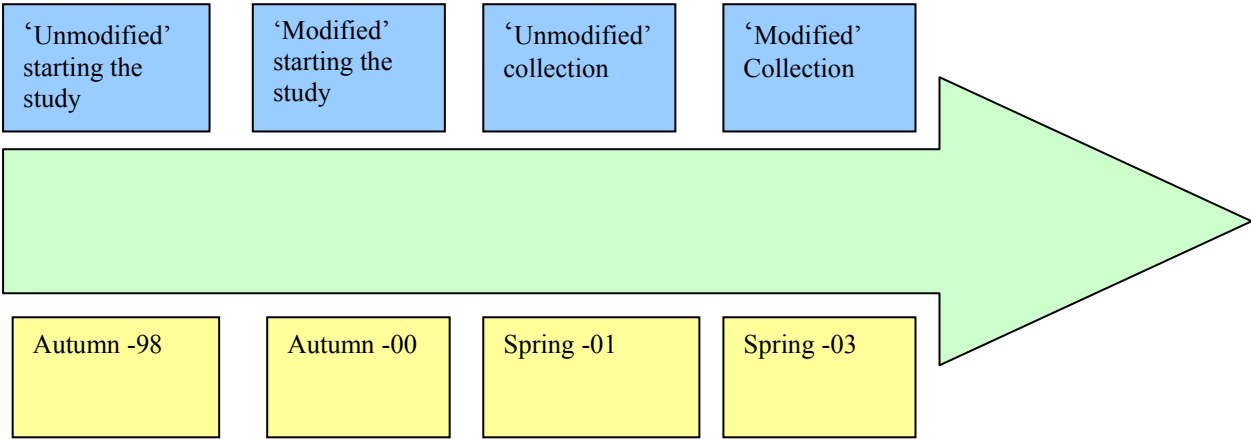 ‘Unmodified’
starting the
study
‘Modified’
starting the
study
‘Unmodified’
collection
‘Modified’
Collection
Autumn -98
Autumn -00
Spring -01
Spring -03